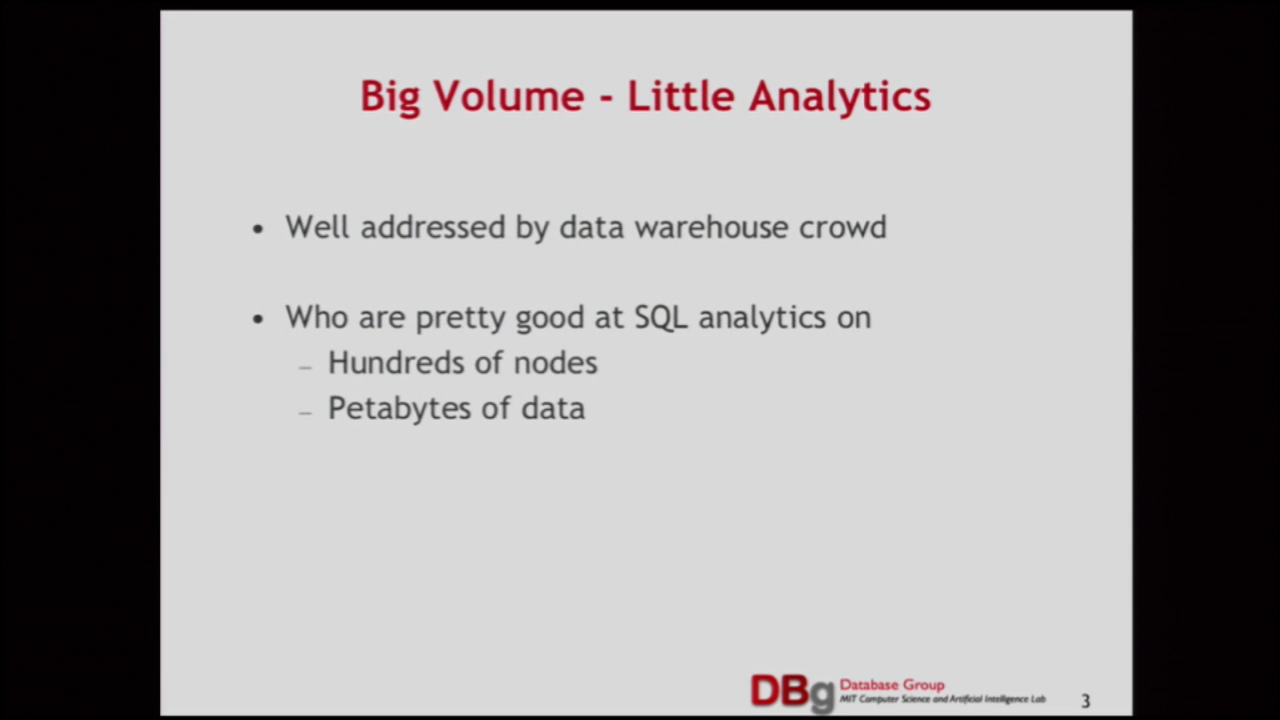 Big Volume - Little Analytics
• Well addressed by data warehouse crowd
• Who are pretty good at SQL analytics on
– Hundreds of nodes
– Petabytes of data
DBg Database Group
MIT Computer Science and Artificial Intelligence Lab
3